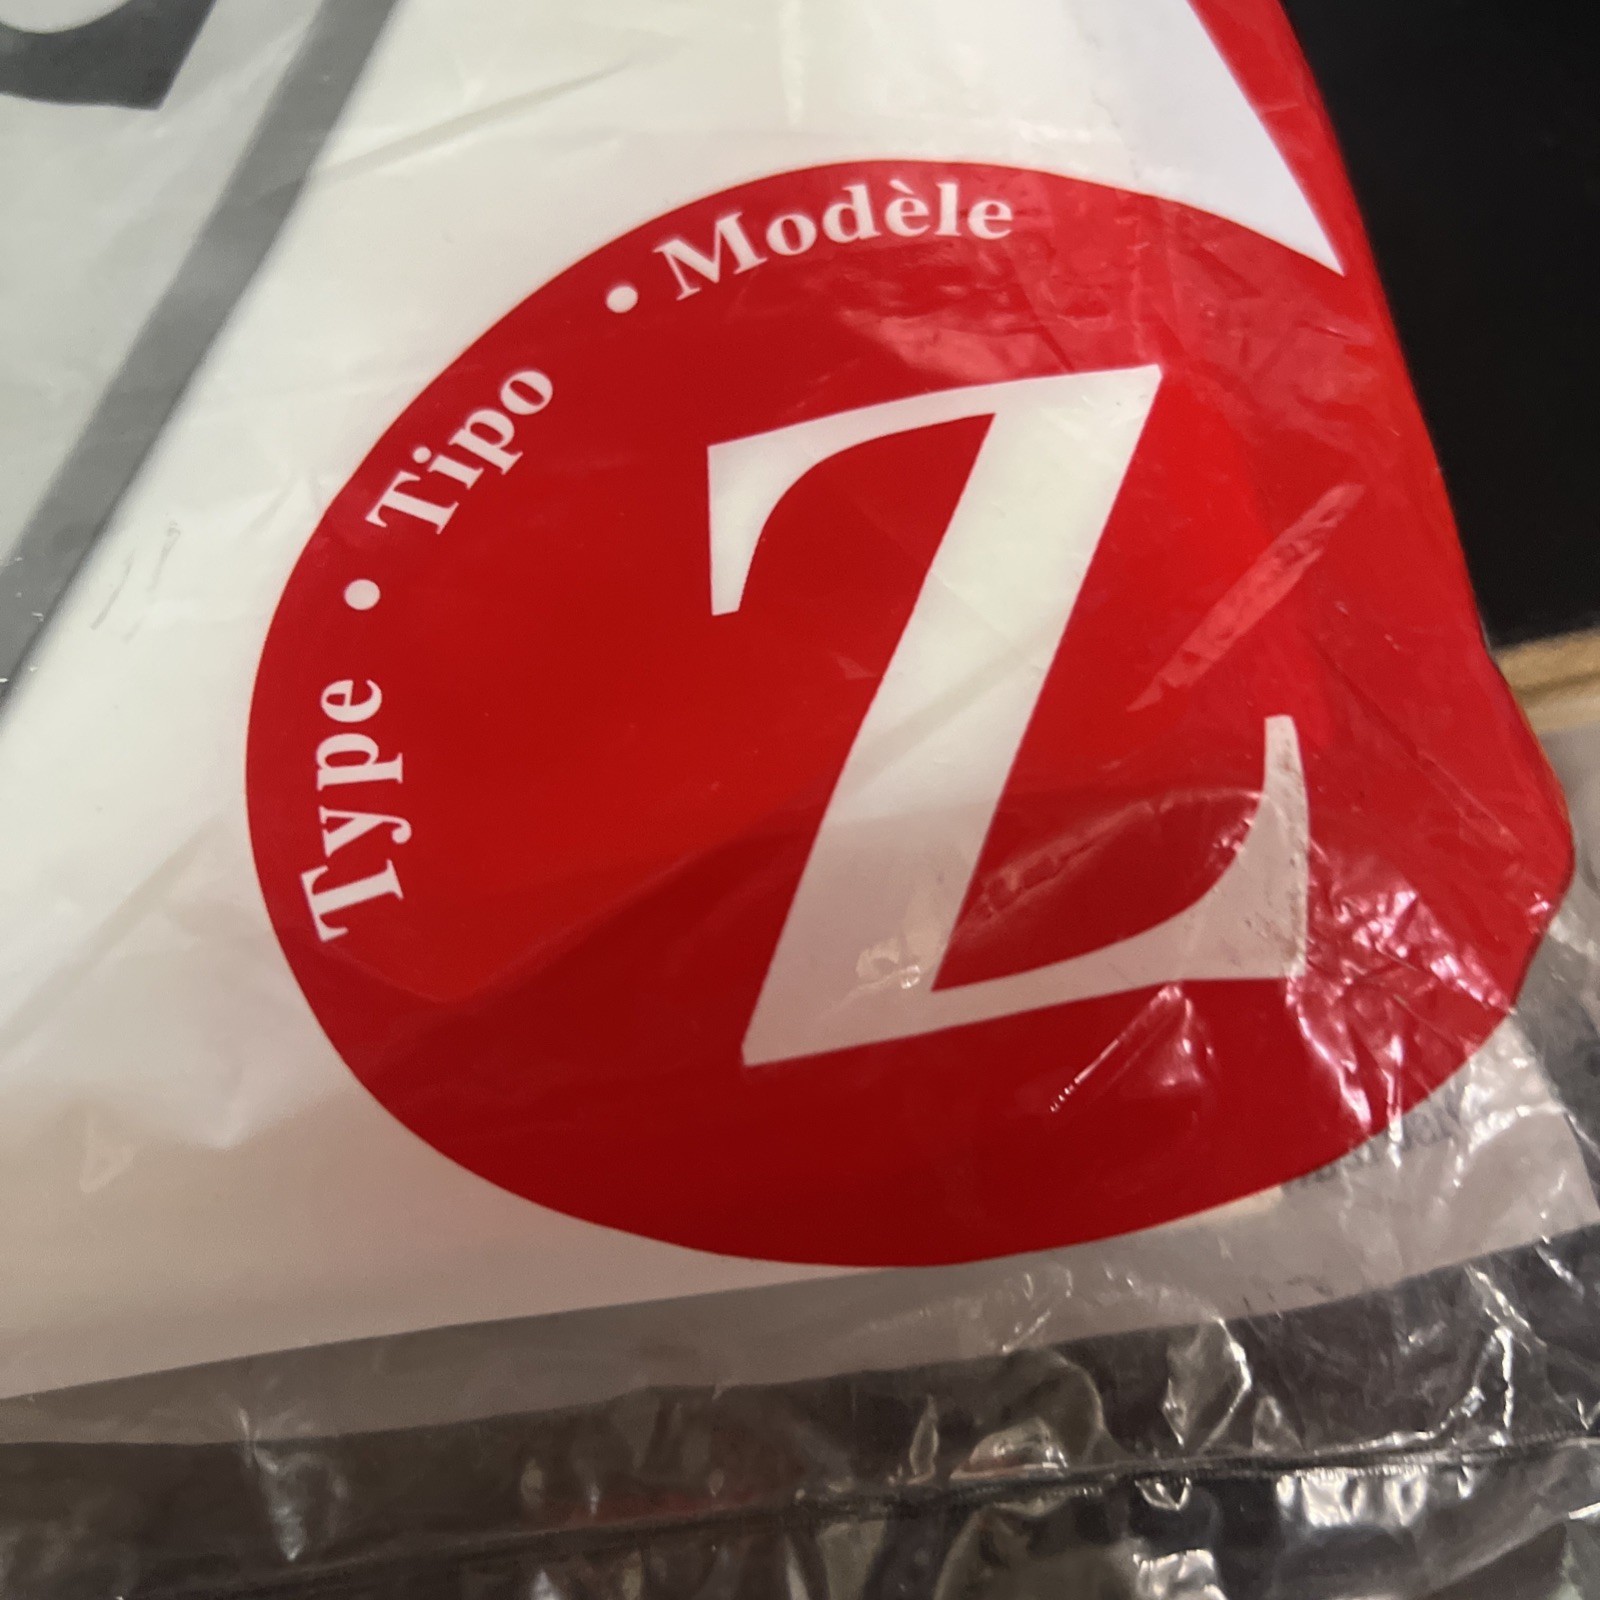 Type • Tipo • Modèle
Z